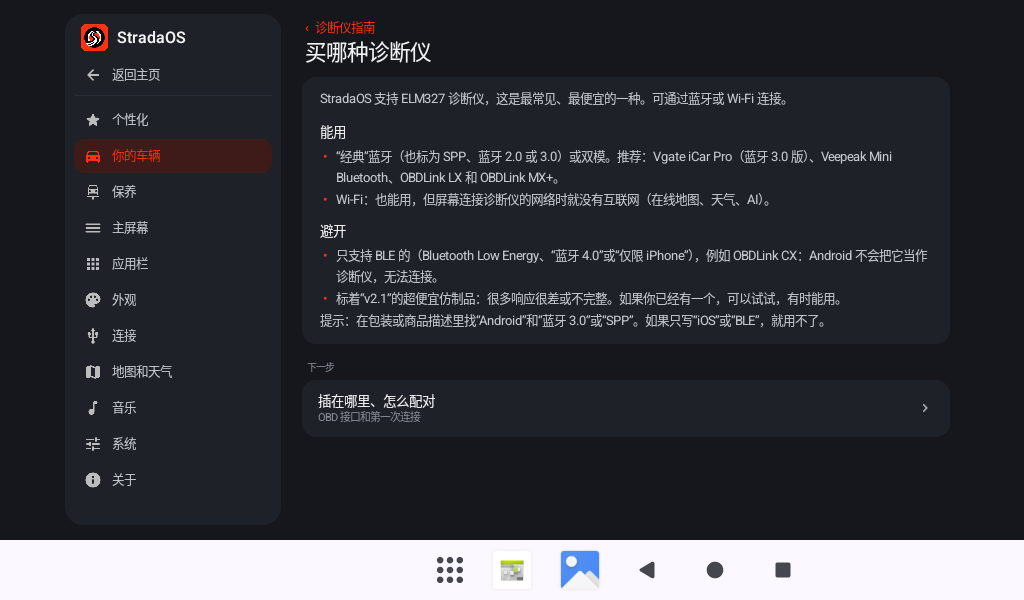 StradaOS
返回主页
个性化
你的车辆
保养
主屏幕
应用栏
外观
连接
地图和天气
音乐
系统
关于
‹ 诊断仪指南
买哪种诊断仪
StradaOS 支持 ELM327 诊断仪，这是最常见、最便宜的一种。可通过蓝牙或 Wi-Fi 连接。
能用
• “经典”蓝牙（也标为 SPP、蓝牙 2.0 或 3.0）或双模。推荐：Vgate iCar Pro（蓝牙 3.0 版）、Veepeak Mini
Bluetooth、OBDLink LX 和 OBDLink MX+。
• Wi-Fi：也能用，但屏幕连接诊断仪的网络时就没有互联网（在线地图、天气、AI）。
避开
• 只支持 BLE 的（Bluetooth Low Energy、“蓝牙 4.0”或“仅限 iPhone”），例如 OBDLink CX：Android 不会把它当作
诊断仪，无法连接。
• 标着“v2.1”的超便宜仿制品：很多响应很差或不完整。如果你已经有一个，可以试试，有时能用。
提示：在包装或商品描述里找“Android”和“蓝牙 3.0”或“SPP”。如果只写“iOS”或“BLE”，就用不了。
下一步
插在哪里、怎么配对
OBD 接口和第一次连接